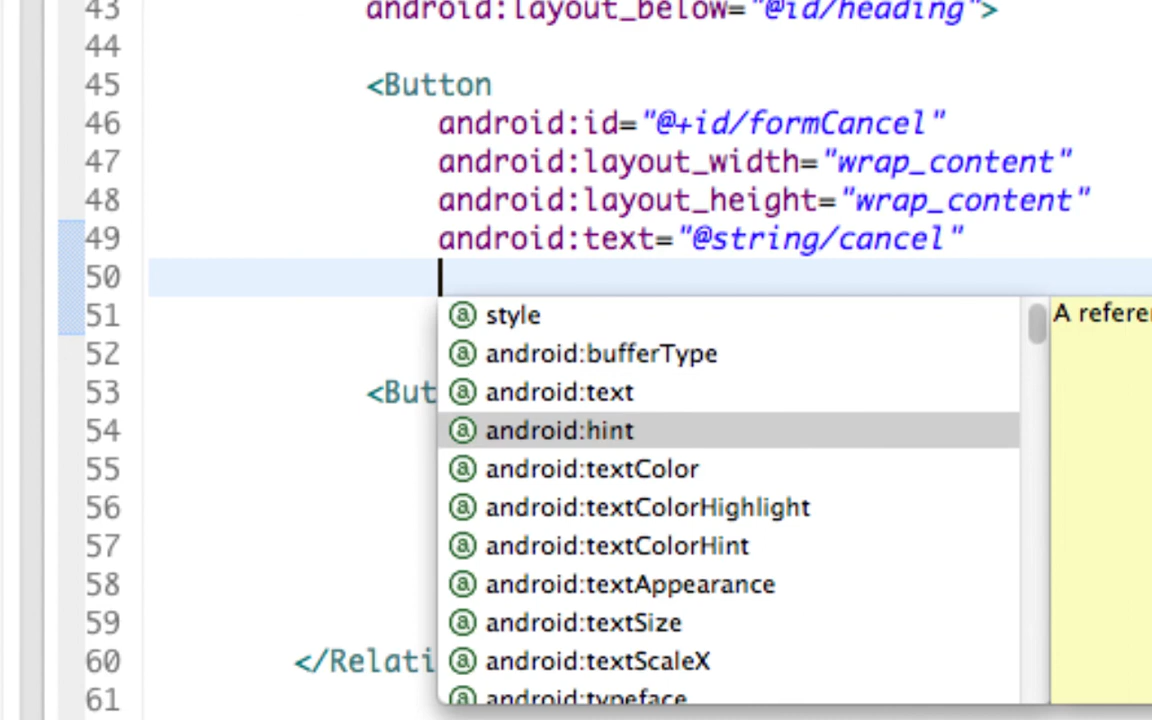 43 android:layout_below="@id/heading">
44
45 <Button
46 android:id="@+id/formCancel"
47 android:layout_width="wrap_content"
48 android:layout_height="wrap_content"
49 android:text="@string/cancel"
50
51 @ style A refere
52 @ android:bufferType
53 <But @ android:text
54 @ android:hint
55 @ android:textColor
56 @ android:textColorHighlight
57 @ android:textColorHint
58 @ android:textAppearance
59 @ android:textSize
60 </Relati @ android:textScaleX
61 @ android:typeface